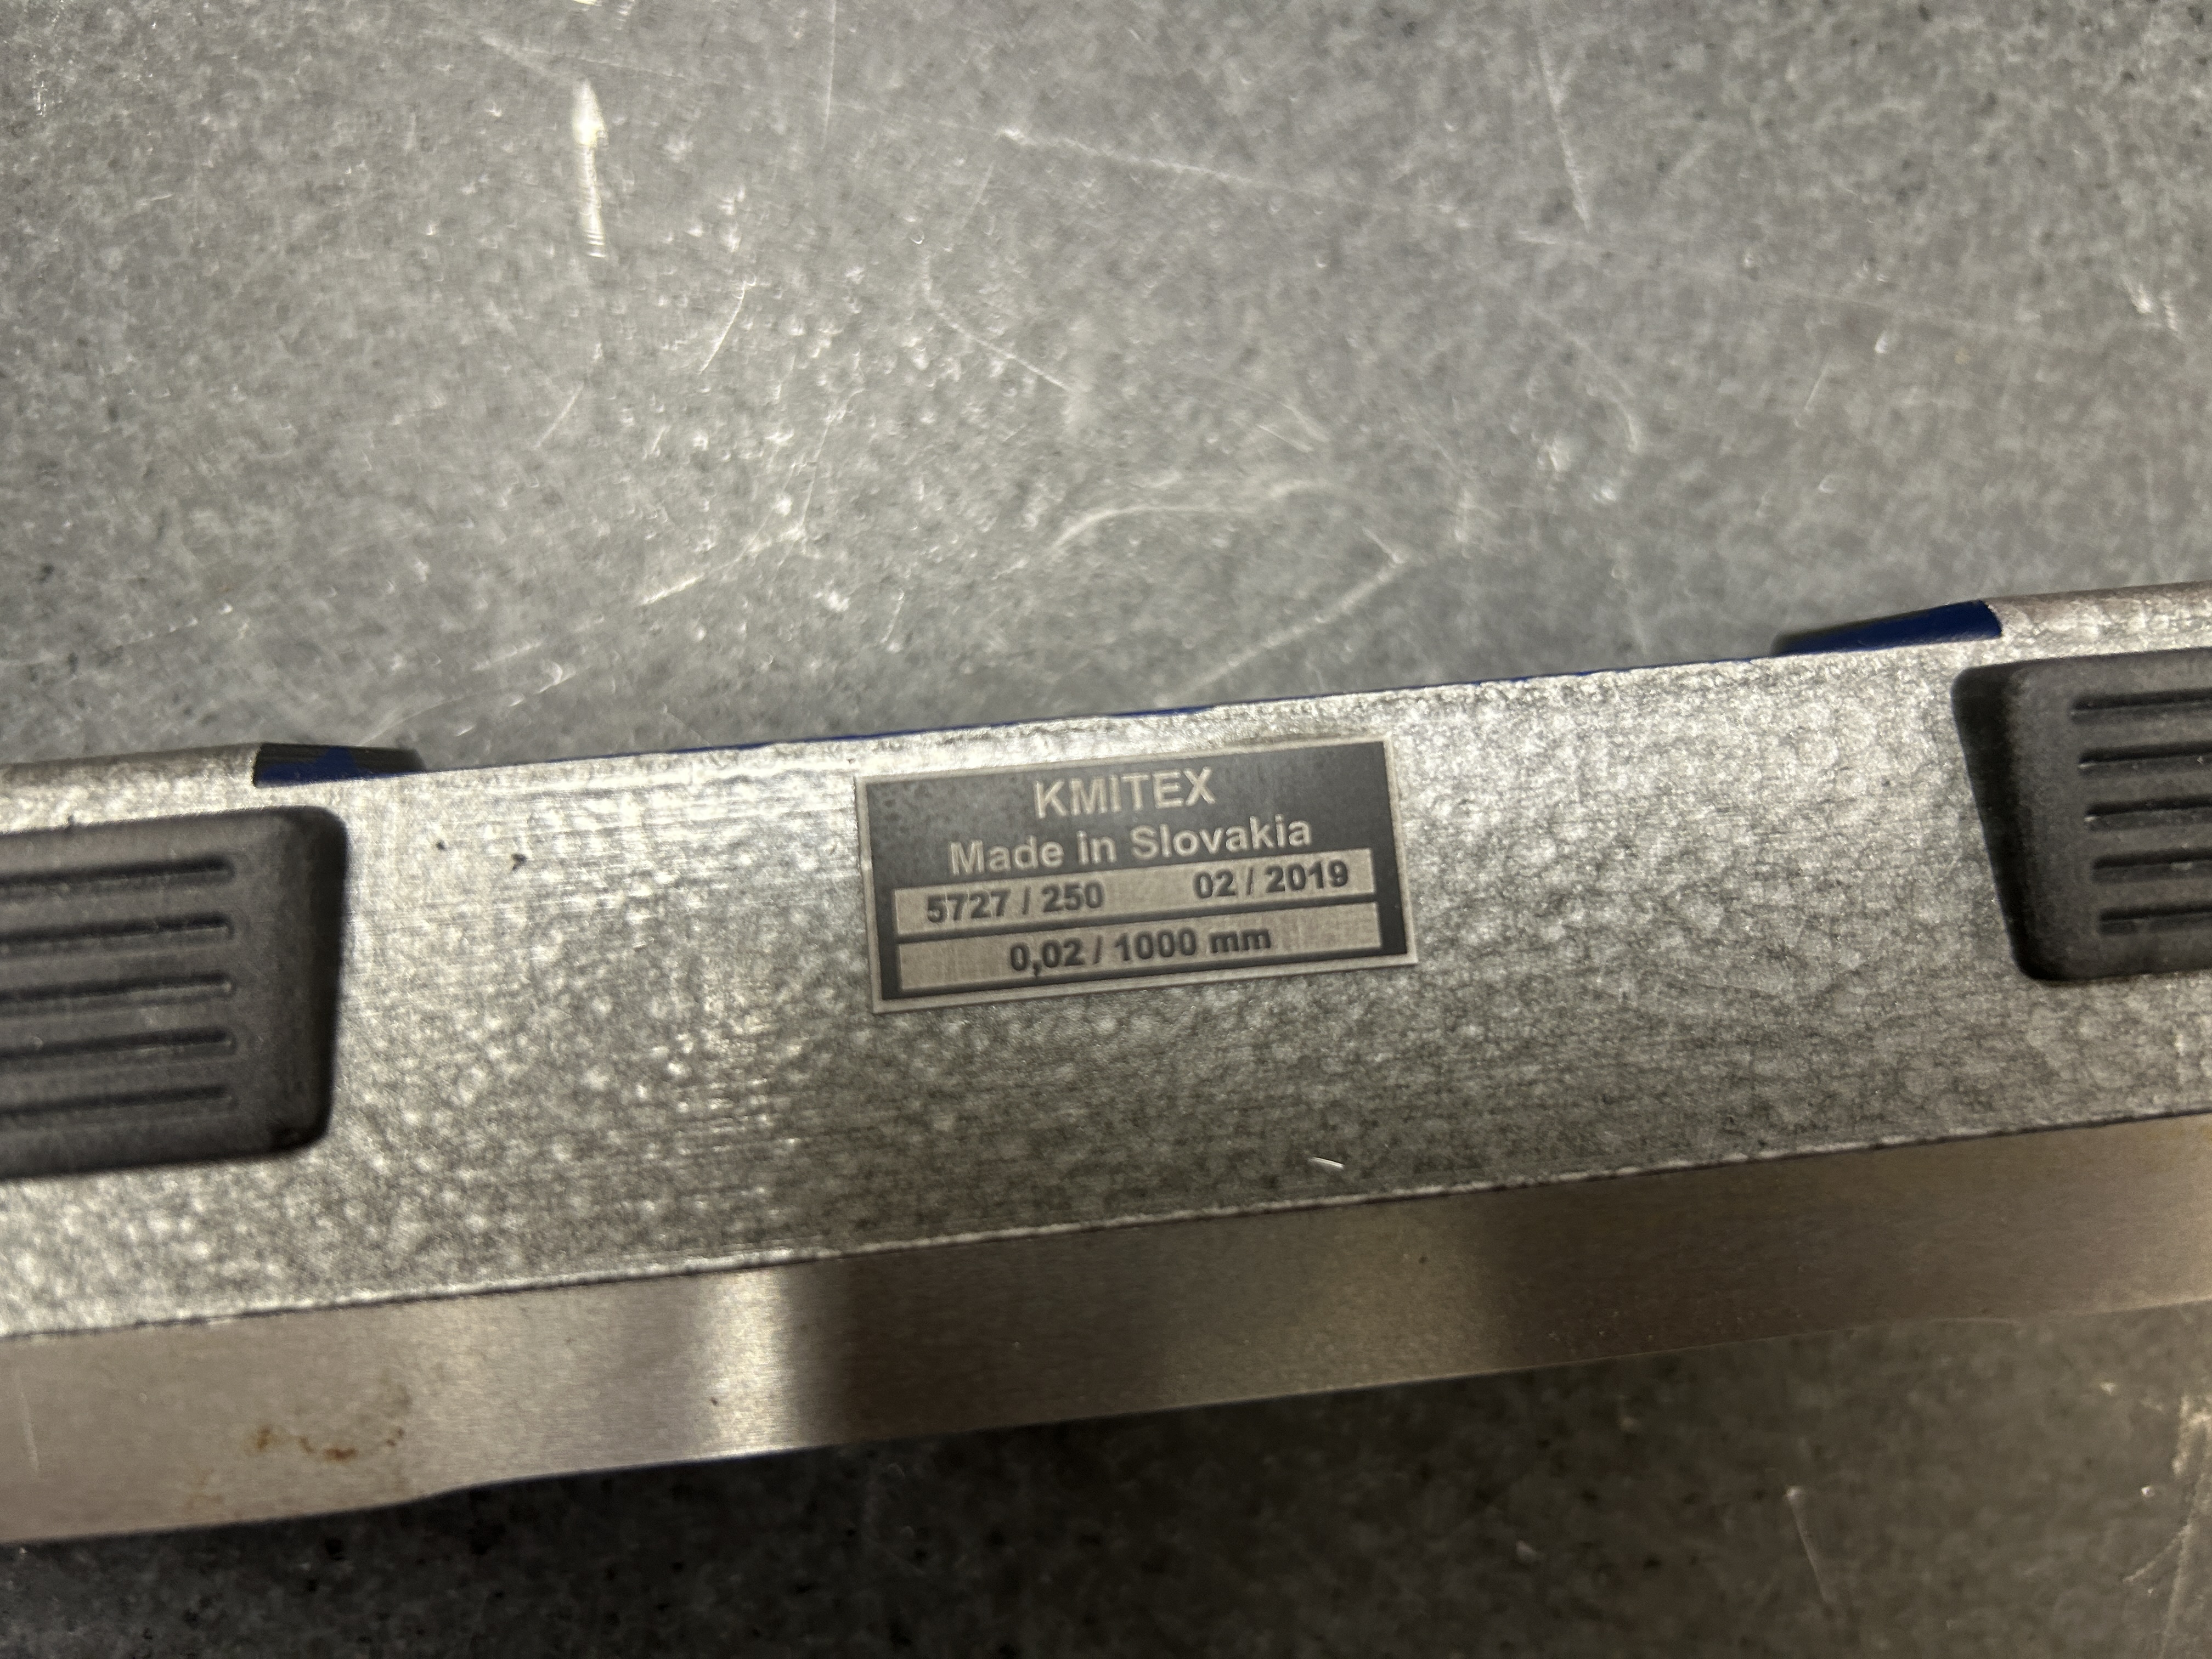 KMITEX
Made in Slovakia
5727 / 250 02 / 2019
0,02 / 1000 mm